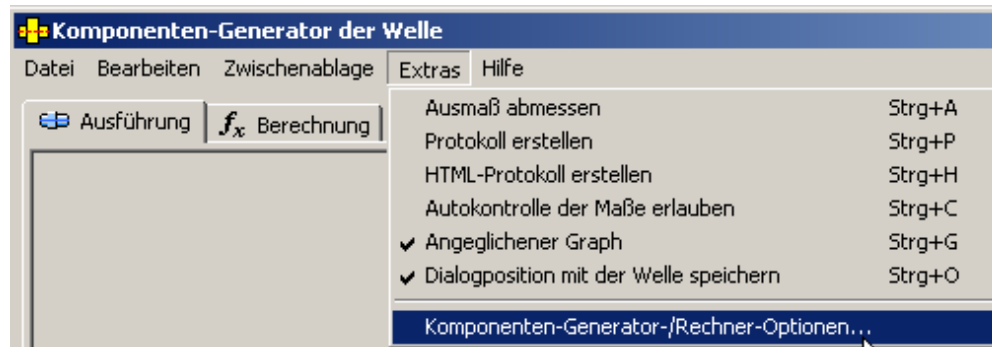 Komponenten-Generator der Welle
Datei Bearbeiten Zwischenablage Extras Hilfe
Ausführung fx Berechnung
Ausmaß abmessen Strg+A
Protokoll erstellen Strg+P
HTML-Protokoll erstellen Strg+H
Autokontrolle der Maße erlauben Strg+C
Angeglichener Graph Strg+G
Dialogposition mit der Welle speichern Strg+O
Komponenten-Generator-/Rechner-Optionen...